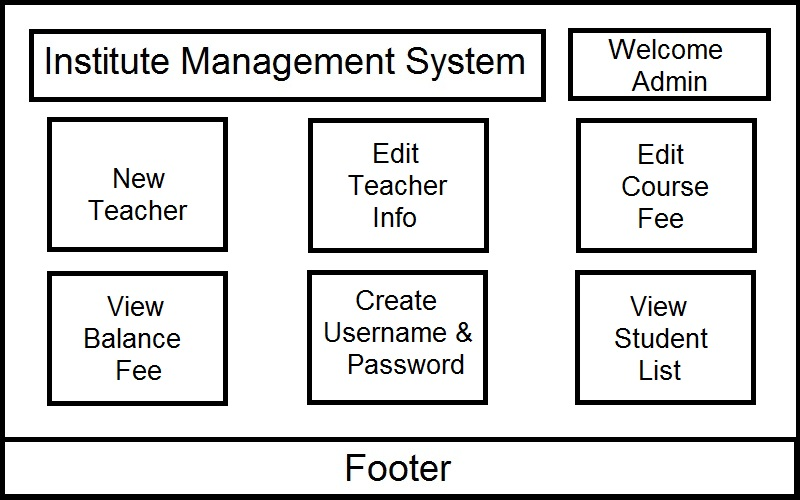 Institute Management System
Welcome
Admin
New
Teacher
Edit
Teacher
Info
Edit
Course
Fee
View
Balance
Fee
Create
Username &
Password
View
Student
List
Footer